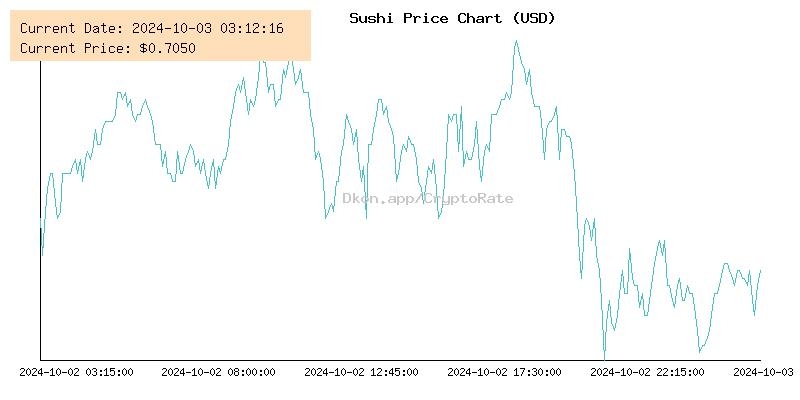 Sushi Price Chart (USD)
Current Date: 2024-10-03 03:12:16
Current Price: $0.7050
Dkon.app/CryptoRate
2024-10-02 03:15:00 2024-10-02 08:00:00 2024-10-02 12:45:00 2024-10-02 17:30:00 2024-10-02 22:15:00 2024-10-03